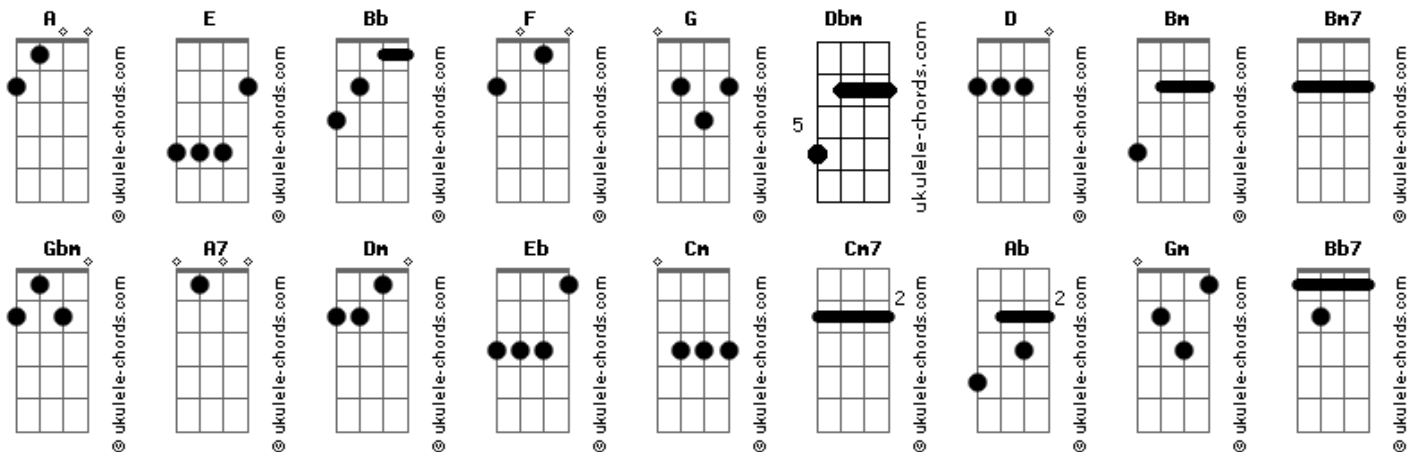 A E Bb F G Dbm D Bm Bm7
5
© ukulele-chords.com © ukulele-chords.com © ukulele-chords.com © ukulele-chords.com © ukulele-chords.com ukulele-chords.com © ukulele-chords.com © ukulele-chords.com © ukulele-chords.com
Gbm A7 Dm Eb Cm Cm7 Ab Gm Bb7
2 2
© ukulele-chords.com © ukulele-chords.com © ukulele-chords.com © ukulele-chords.com © ukulele-chords.com © ukulele-chords.com © ukulele-chords.com © ukulele-chords.com © ukulele-chords.com